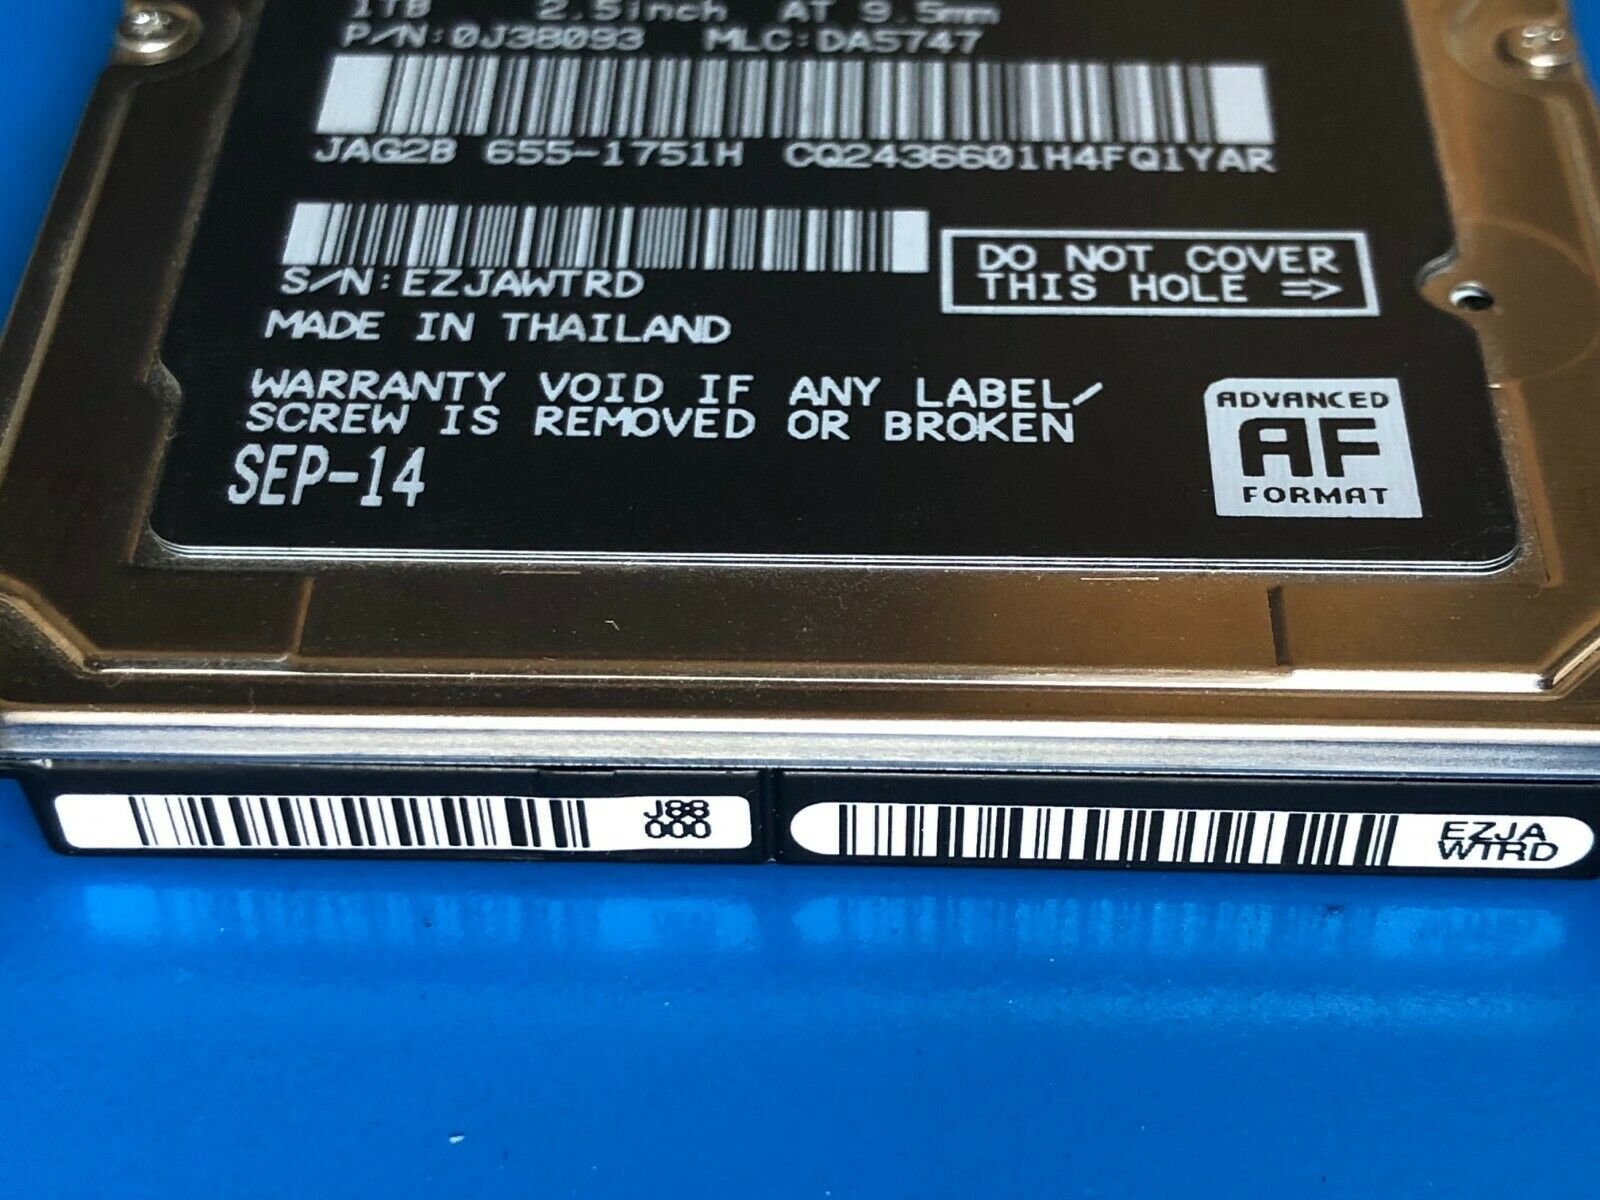 1TB 2.5inch AT 9.5mm
P/N:0J38093 MLC:DA5747
JAG2B 655-1751H CQ2436601H4FQ1YAR
S/N:EZJAWTRD
DO NOT COVER
THIS HOLE =>
MADE IN THAILAND
WARRANTY VOID IF ANY LABEL/
SCREW IS REMOVED OR BROKEN
SEP-14
ADVANCED
AF
FORMAT
J88
000
EZJA
WTRD